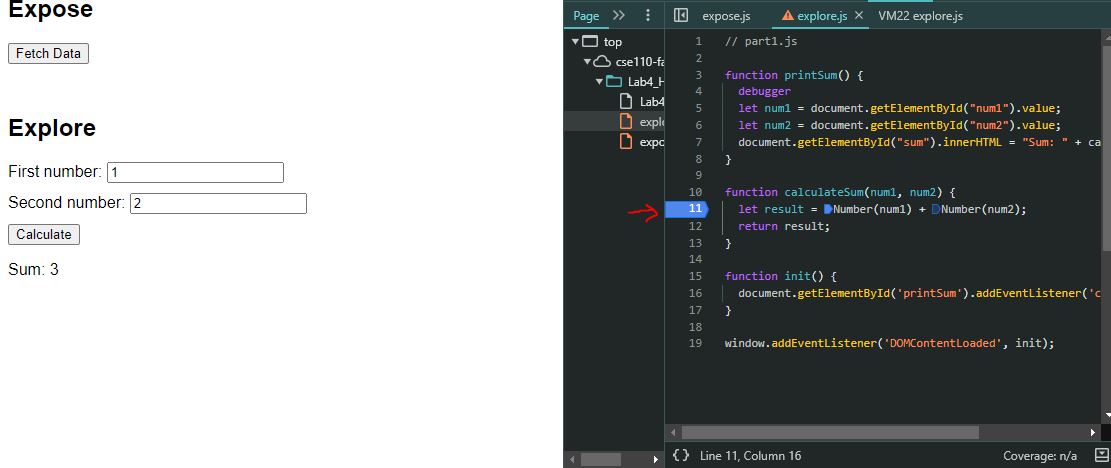 Expose
Fetch Data
Explore
First number: 1
Second number: 2
Calculate
Sum: 3
Page
expose.js
explore.js
VM22 explore.js
top
cse110-fa
Lab4_H
Lab4
explo
expo
1 // part1.js
2
3 function printSum() {
4 debugger
5 let num1 = document.getElementById("num1").value;
6 let num2 = document.getElementById("num2").value;
7 document.getElementById("sum").innerHTML = "Sum: " + ca
8 }
9
10 function calculateSum(num1, num2) {
11 let result = Number(num1) + Number(num2);
12 return result;
13 }
14
15 function init() {
16 document.getElementById('printSum').addEventListener('c
17 }
18
19 window.addEventListener('DOMContentLoaded', init);
{} Line 11, Column 16
Coverage: n/a